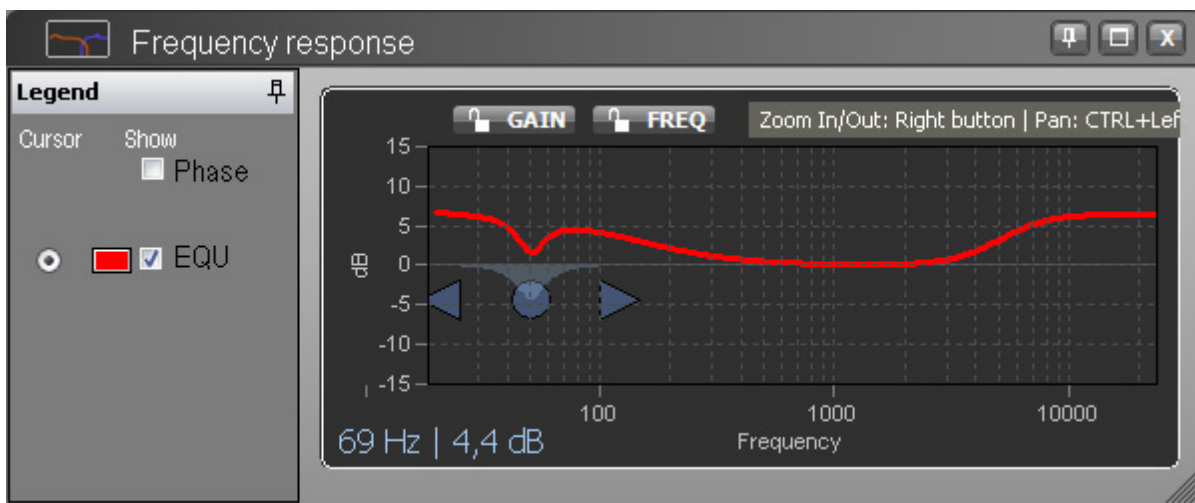 Frequency response
Legend
Cursor Show
Phase
EQU
GAIN FREQ Zoom In/Out: Right button | Pan: CTRL+Lef
15
10
5
0
-5
-10
-15
dB
100 1000 10000
69 Hz | 4,4 dB
Frequency